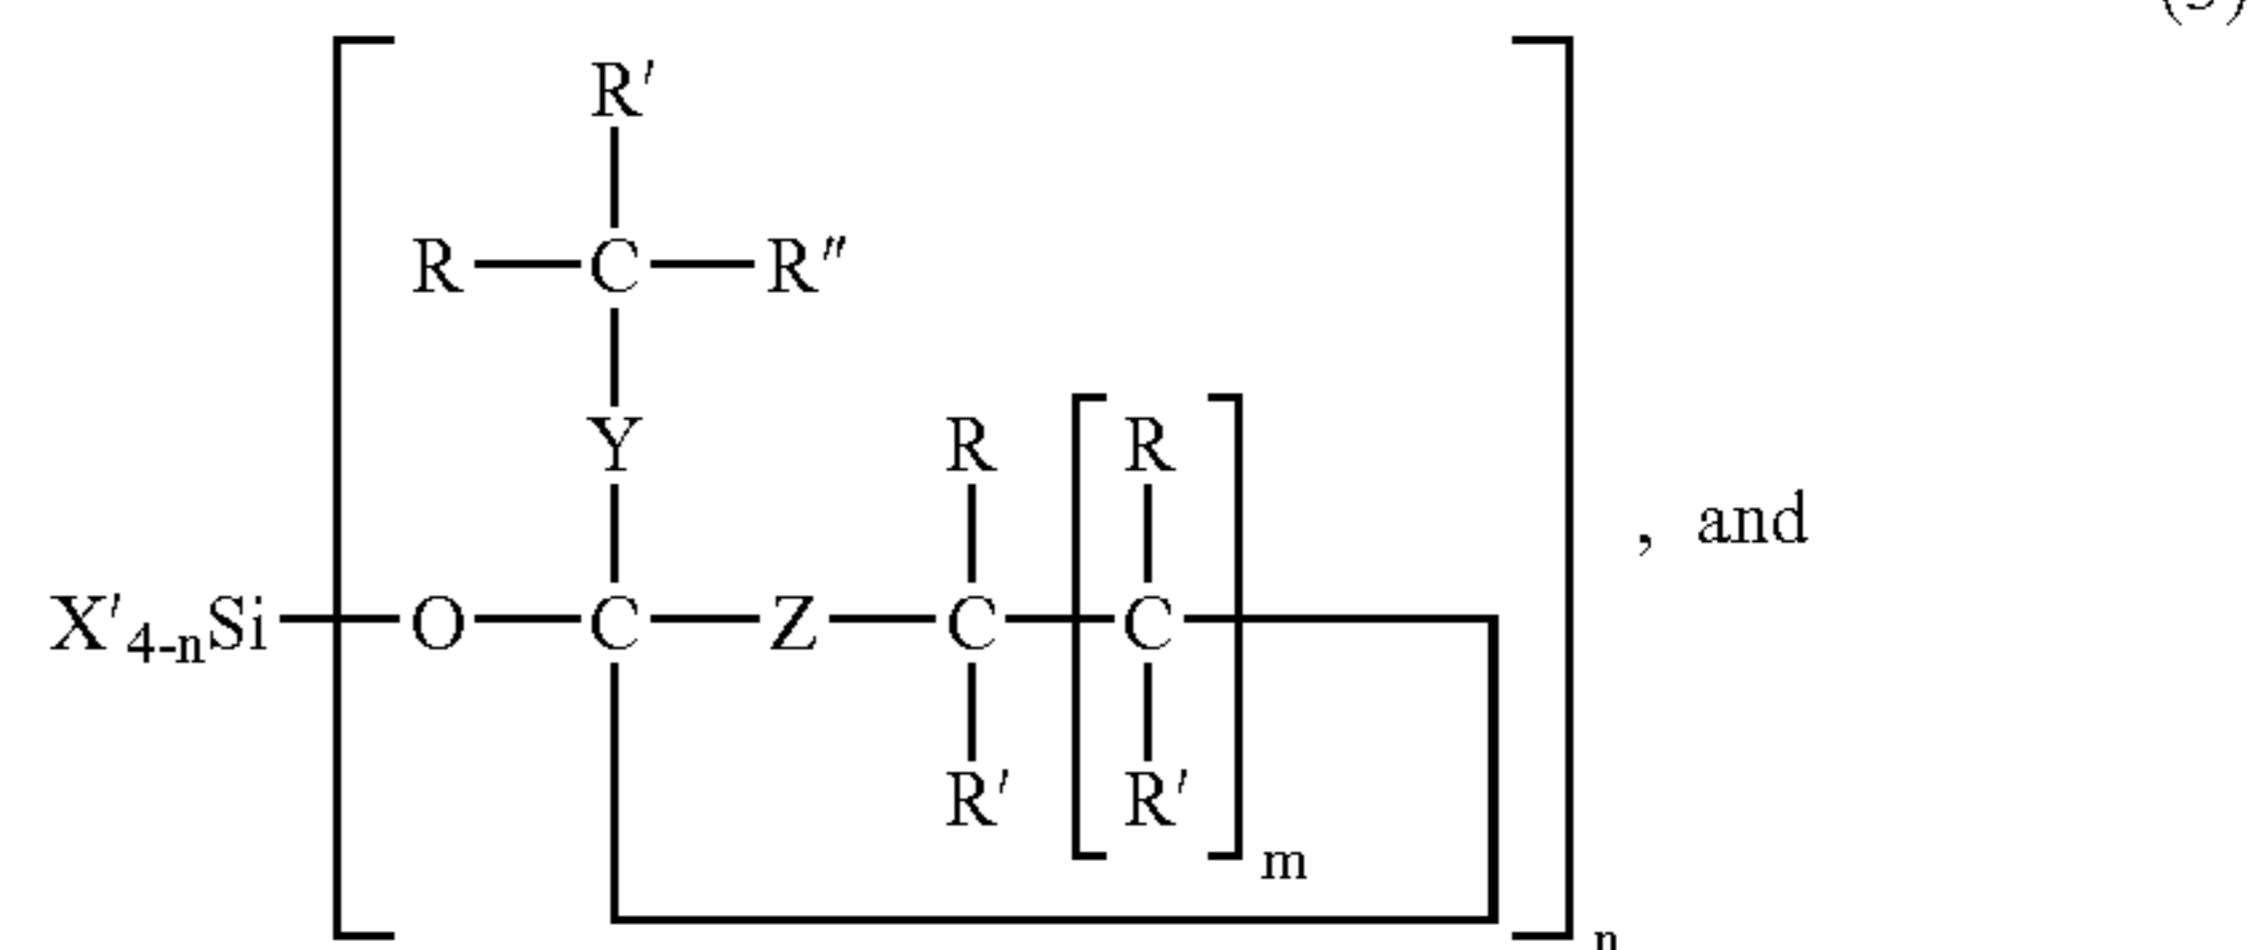 R′
R—C—R″
Y R R
X′4-nSi—O—C—Z—C—C , and
R′ R′
m
n